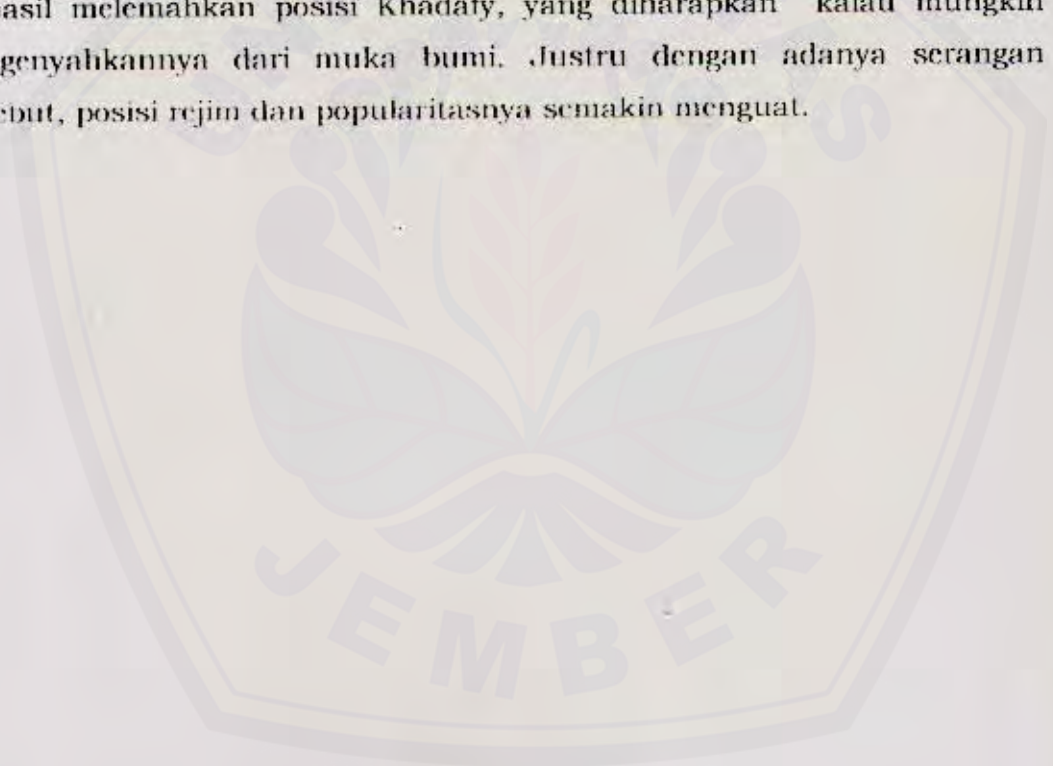 hasil melemahkan posisi Khadafy, yang diharapkan kalau mungkin
genyahkannya dari muka bumi. Justru dengan adanya serangan
ebut, posisi rejim dan popularitasnya semakin menguat.
JEMBER